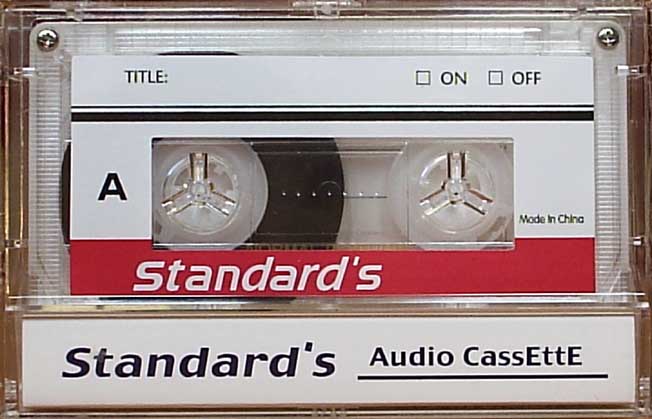 TITLE: □ ON □ OFF
A
Made In China
Standard's
Standard's Audio CassEttE